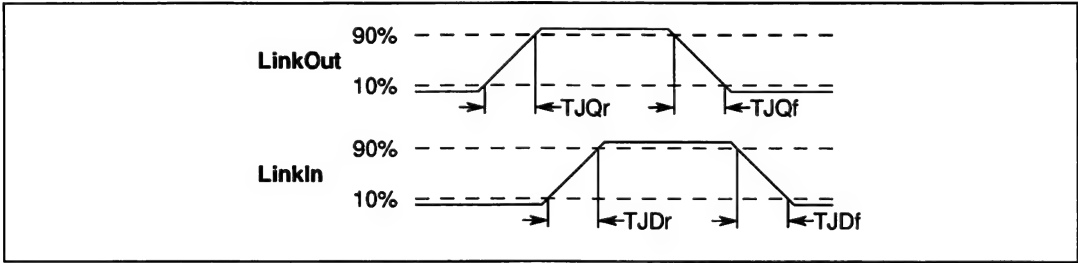 90%
LinkOut
10%
TJQr
TJQf
90%
LinkIn
10%
TJDr
TJDf